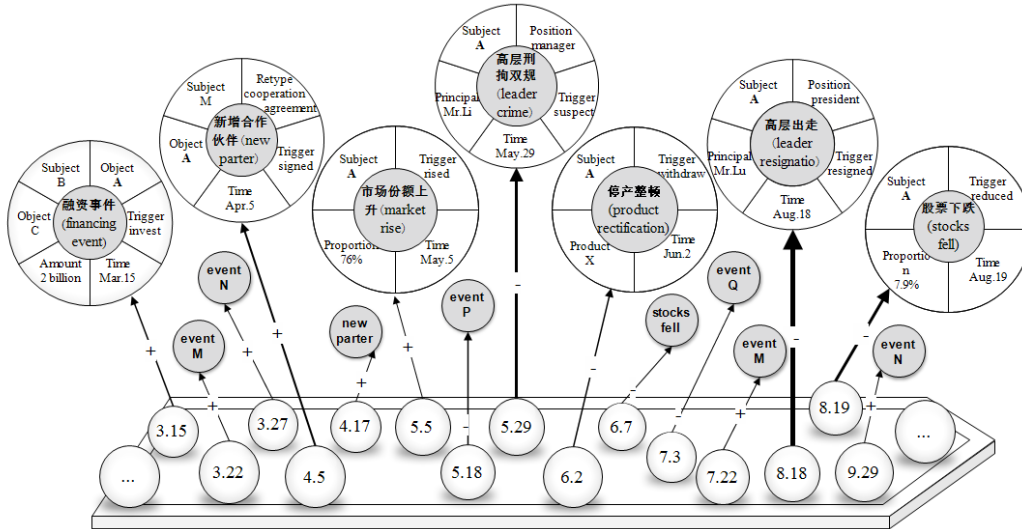 Subject
A
Position
manager
Trigger
suspect
Time
May.29
Principal
Mr.Li
高层刑
拘双规
(leader
crime)
Subject
M
Retype
cooperation
agreement
Trigger
signed
Time
Apr.5
Object
A
新增合作
伙伴(new
parter)
Subject
A
Position
president
Trigger
resigned
Time
Aug.18
Principal
Mr.Lu
高层出走
(leader
resignatio)
Subject
B
Object
A
Trigger
invest
Time
Mar.15
Amount
2 billion
Object
C
融资事件
(financing
event)
Subject
A
Trigger
rised
Time
May.5
Proportion
76%
市场份额上
升(market
rise)
Subject
A
Trigger
withdraw
Time
Jun.2
Product
X
停产整顿
(product
rectification)
Subject
A
Trigger
reduced
Time
Aug.19
Proportio
n
7.9%
股票下跌
(stocks
fell)
event
N
event
M
new
parter
event
P
stocks
fell
event
Q
event
M
event
N
+
+
+
+
+
+
-
-
-
-
-
+
-
-
+
...
3.15
3.22
3.27
4.5
4.17
5.5
5.18
5.29
6.2
6.7
7.3
7.22
8.18
8.19
9.29
...